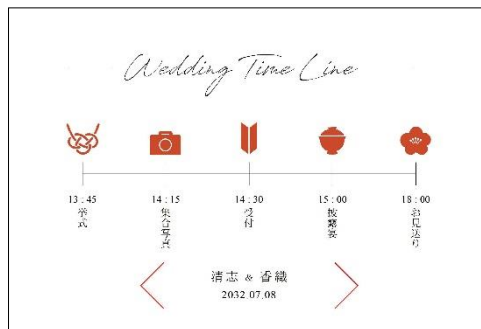 Wedding Time Line
13:45
挙式
14:15
集合写真
14:30
受付
15:00
披露宴
18:00
お見送り
清志 & 香織
2032.07.08